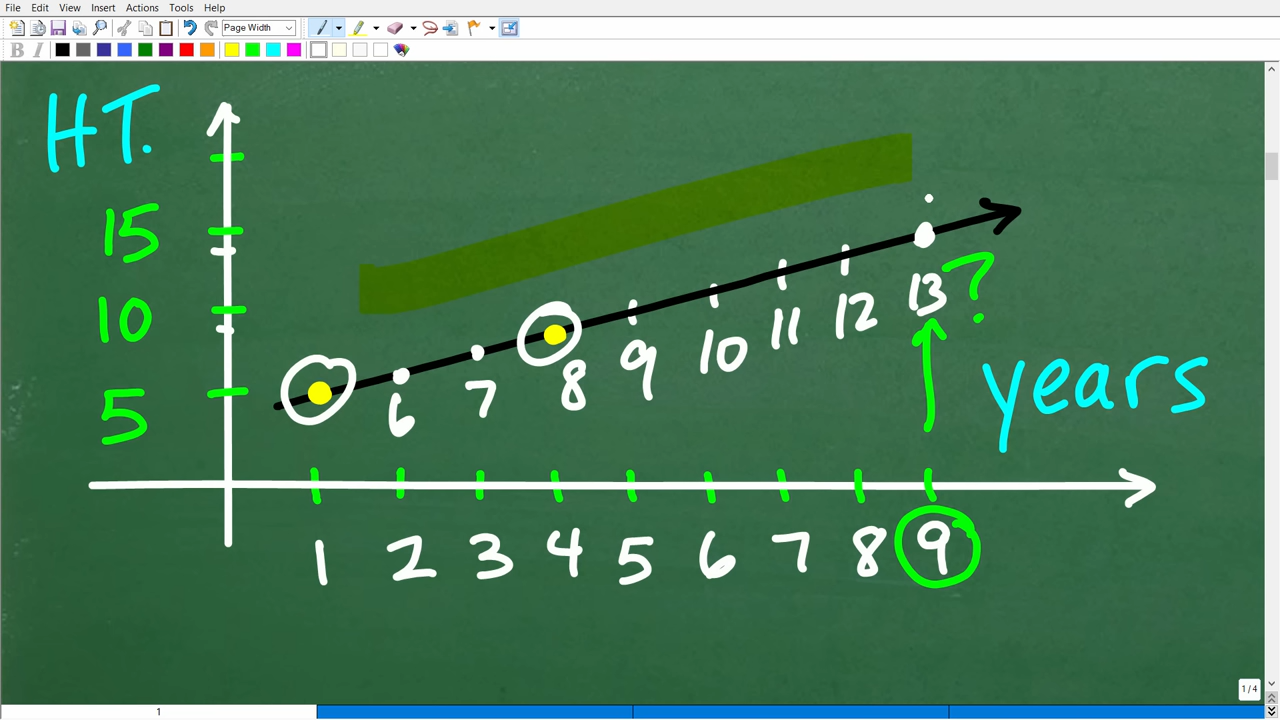 File Edit View Insert Actions Tools Help
Page Width
B I
HT.
15
10
5
6 7 8 9 10 11 12 13 ?
years
1 2 3 4 5 6 7 8 9
1/4
1